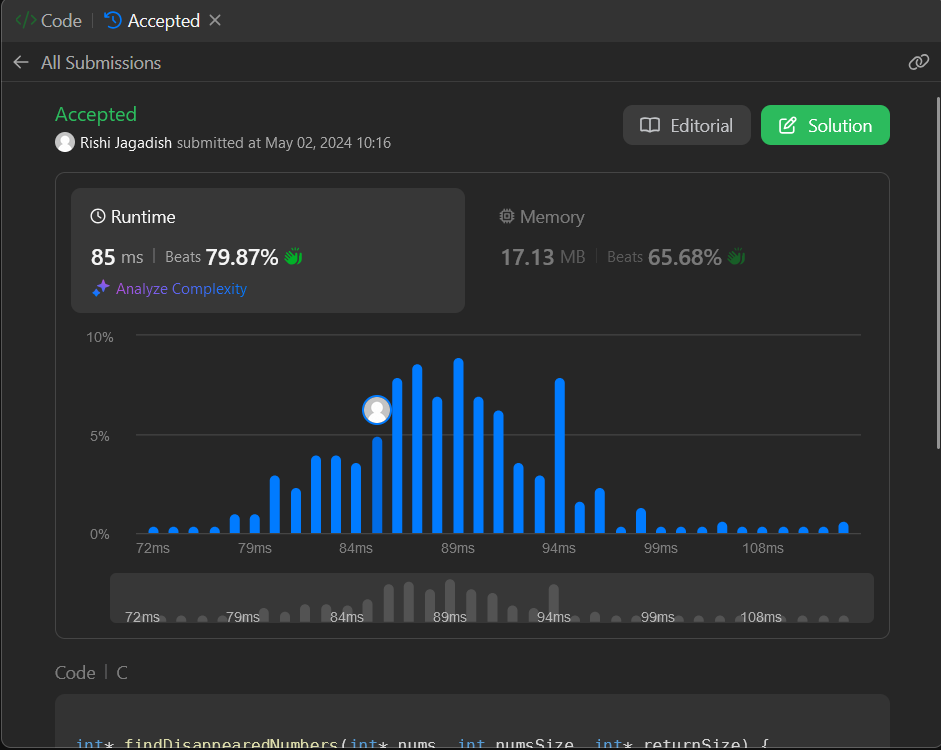 </> Code | Accepted ×
← All Submissions
Accepted
Rishi Jagadish submitted at May 02, 2024 10:16
Editorial
Solution
Runtime
85 ms | Beats 79.87%
Analyze Complexity
Memory
17.13 MB | Beats 65.68%
10%
5%
0%
72ms 79ms 84ms 89ms 94ms 99ms 108ms
72ms 79ms 84ms 89ms 94ms 99ms 108ms
Code | C
int* findDisappearedNumbers(int* nums, int numsSize, int* returnSize) {